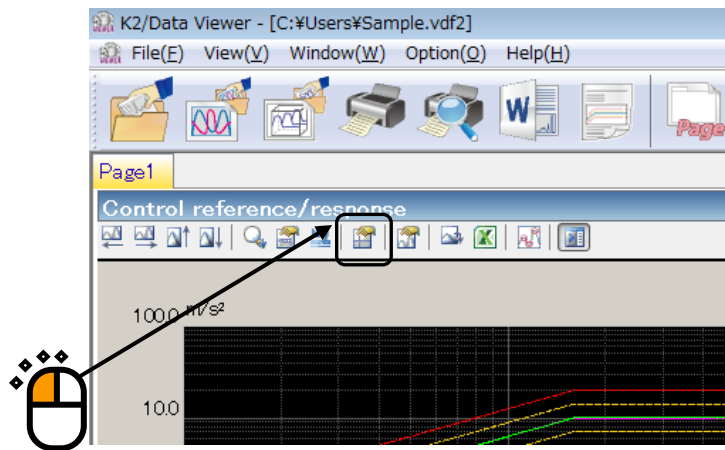 K2/Data Viewer - [C:¥Users¥Sample.vdf2]
File(F) View(V) Window(W) Option(O) Help(H)
W
Page
Page1
Control reference/response
100.0 m/s²
10.0